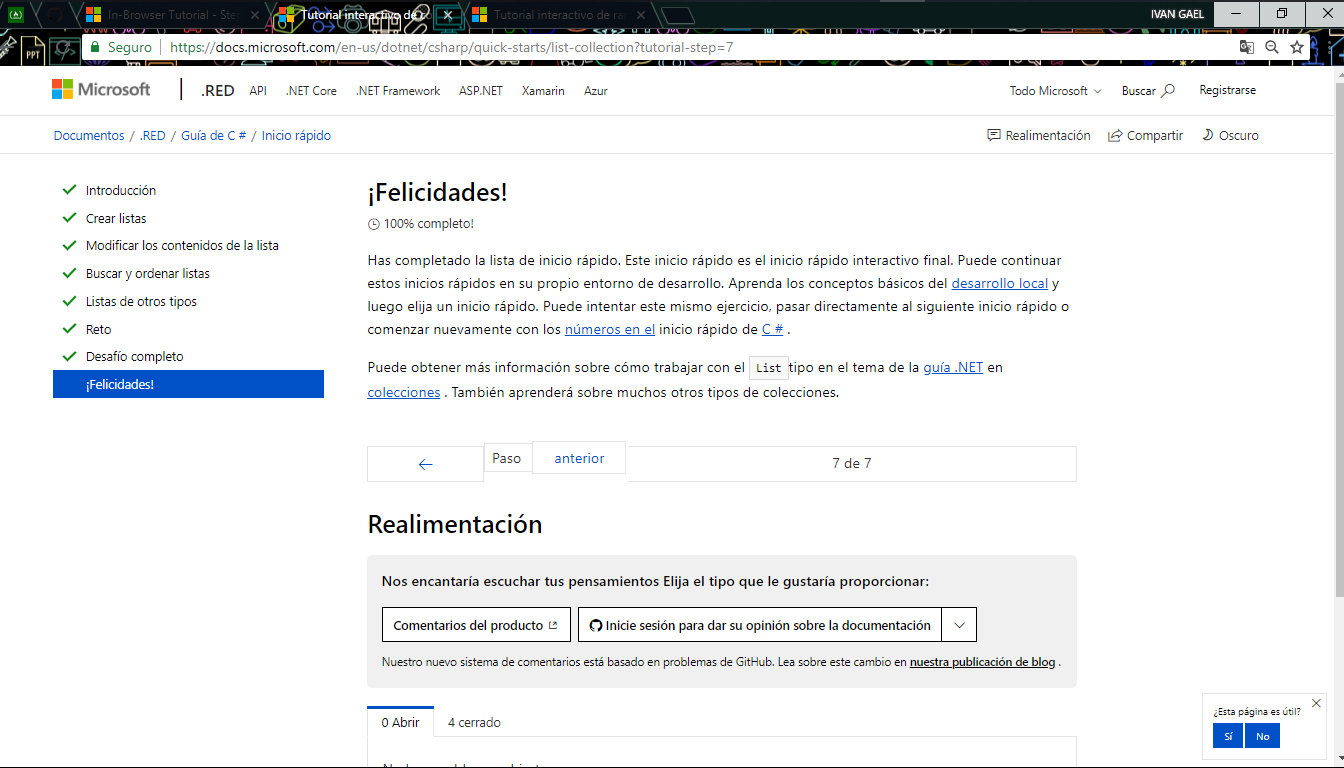 In-Browser Tutorial - Ste
Tutorial interactivo de co
Tutorial interactivo de ra
IVAN GAEL
PPT
Seguro
https://docs.microsoft.com/en-us/dotnet/csharp/quick-starts/list-collection?tutorial-step=7
Microsoft
.RED API .NET Core .NET Framework ASP.NET Xamarin Azur
Todo Microsoft Buscar Registrarse
Documentos / .RED / Guía de C # / Inicio rápido
Realimentación Compartir Oscuro
Introducción
Crear listas
Modificar los contenidos de la lista
Buscar y ordenar listas
Listas de otros tipos
Reto
Desafío completo
¡Felicidades!
¡Felicidades!
100% completo!
Has completado la lista de inicio rápido. Este inicio rápido es el inicio rápido interactivo final. Puede continuar
estos inicios rápidos en su propio entorno de desarrollo. Aprenda los conceptos básicos del desarrollo local y
luego elija un inicio rápido. Puede intentar este mismo ejercicio, pasar directamente al siguiente inicio rápido o
comenzar nuevamente con los números en el inicio rápido de C # .
Puede obtener más información sobre cómo trabajar con el List tipo en el tema de la guía .NET en
colecciones . También aprenderá sobre muchos otros tipos de colecciones.
← Paso anterior 7 de 7
Realimentación
Nos encantaría escuchar tus pensamientos Elija el tipo que le gustaría proporcionar:
Comentarios del producto
Inicie sesión para dar su opinión sobre la documentación
Nuestro nuevo sistema de comentarios está basado en problemas de GitHub. Lea sobre este cambio en nuestra publicación de blog .
0 Abrir 4 cerrado
¿Esta página es útil?
Sí No